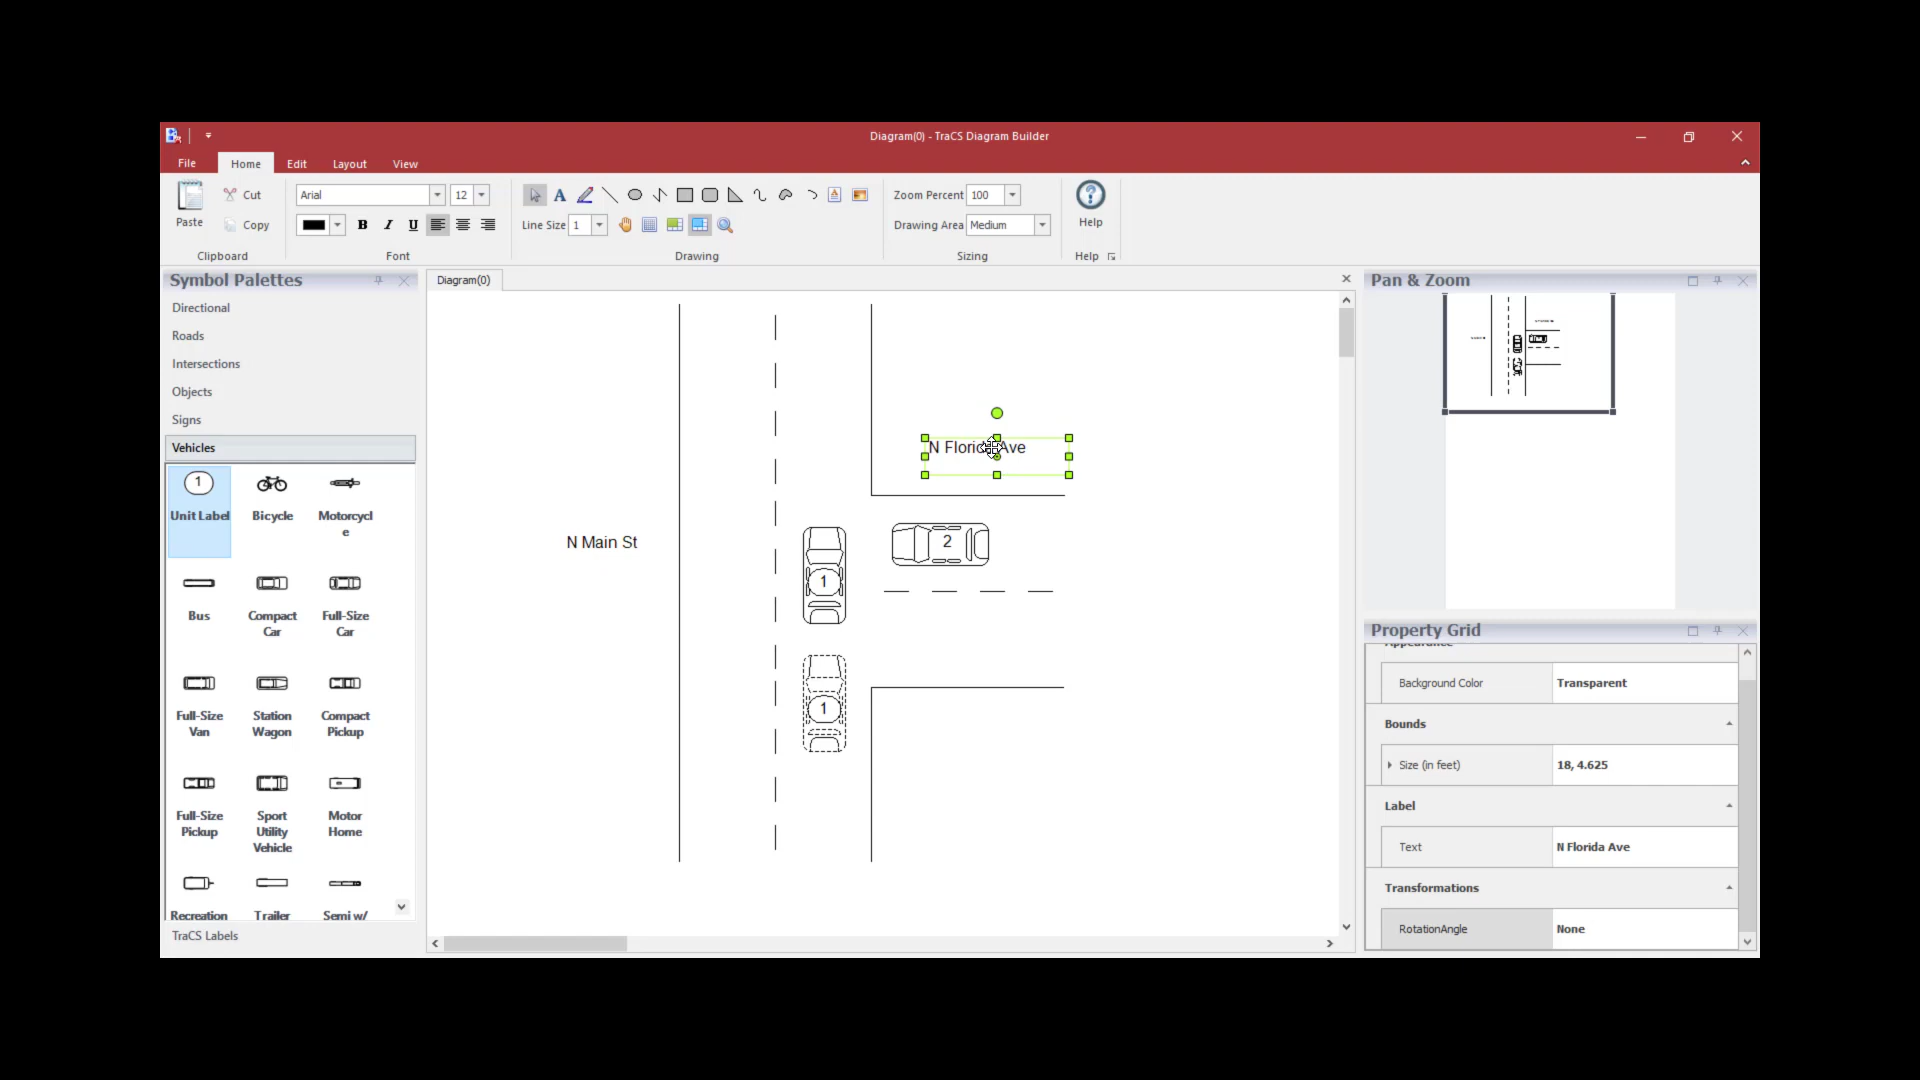 Diagram(0) - TraCS Diagram Builder
File Home Edit Layout View
Paste
Cut
Copy
Clipboard
Arial 12
B I U
Font
A
Line Size 1
Drawing
Zoom Percent 100
Drawing Area Medium
Sizing
Help
Help
Symbol Palettes
Directional
Roads
Intersections
Objects
Signs
Vehicles
1
Unit Label Bicycle Motorcycl
e
Bus Compact
Car Full-Size
Car
Full-Size
Van Station
Wagon Compact
Pickup
Full-Size
Pickup Sport
Utility
Vehicle Motor
Home
Recreation Trailer Semi w/
TraCS Labels
Diagram(0)
N Florida Ave
N Main St
2
1
1
Pan & Zoom
Property Grid
Appearance
Background Color Transparent
Bounds
Size (in feet) 18, 4.625
Label
Text N Florida Ave
Transformations
RotationAngle None